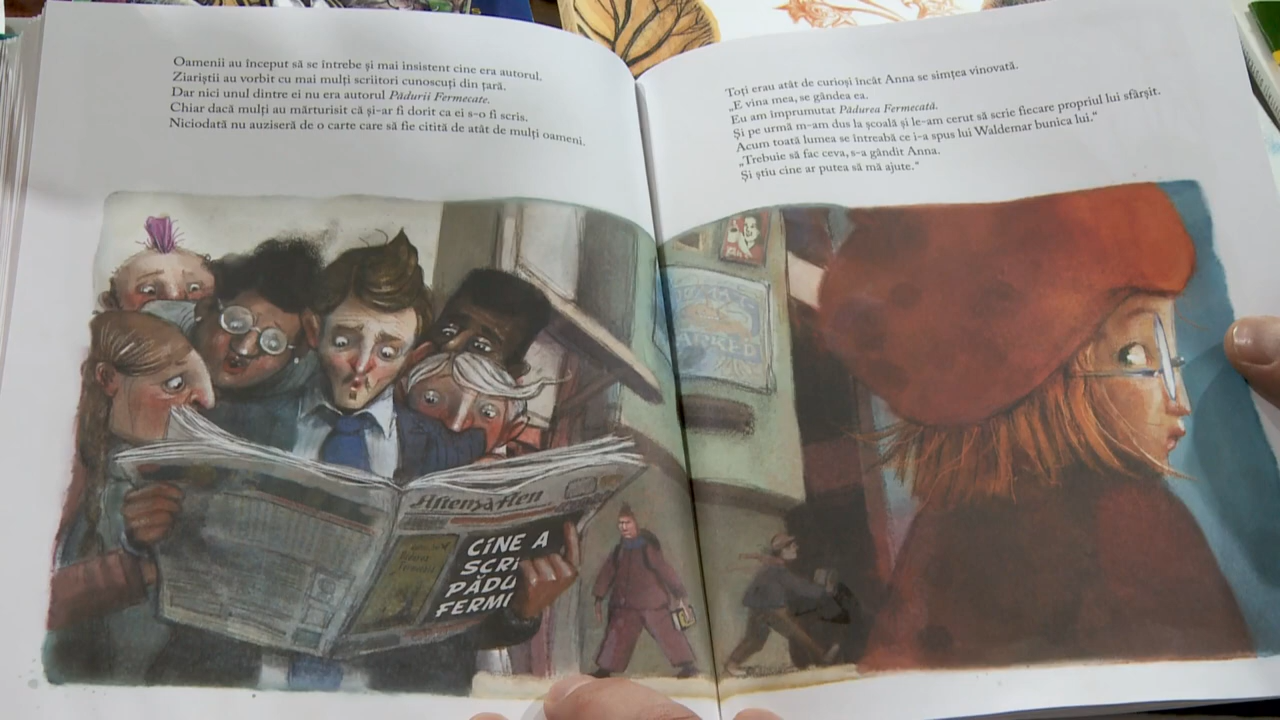 Oamenii au început să se întrebe și mai insistent cine era autorul.
Ziariștii au vorbit cu mai mulți scriitori cunoscuți din țară.
Dar nici unul dintre ei nu era autorul Pădurii Fermecate.
Chiar dacă mulți au mărturisit că și-ar fi dorit ca ei s-o fi scris.
Niciodată nu auziseră de o carte care să fie citită de atât de mulți oameni.
Toți erau atât de curioși încât Anna se simțea vinovată.
„E vina mea, se gândea ea.
Eu am împrumutat Pădurea Fermecată.
Și pe urmă m-am dus la școală și le-am cerut să scrie fiecare propriul lui sfârșit.
Acum toată lumea se întreabă ce i-a spus lui Waldemar bunica lui.“
„Trebuie să fac ceva, s-a gândit Anna.
Și știu cine ar putea să mă ajute.“
CINE A
SCRI
PĂDU
FERM